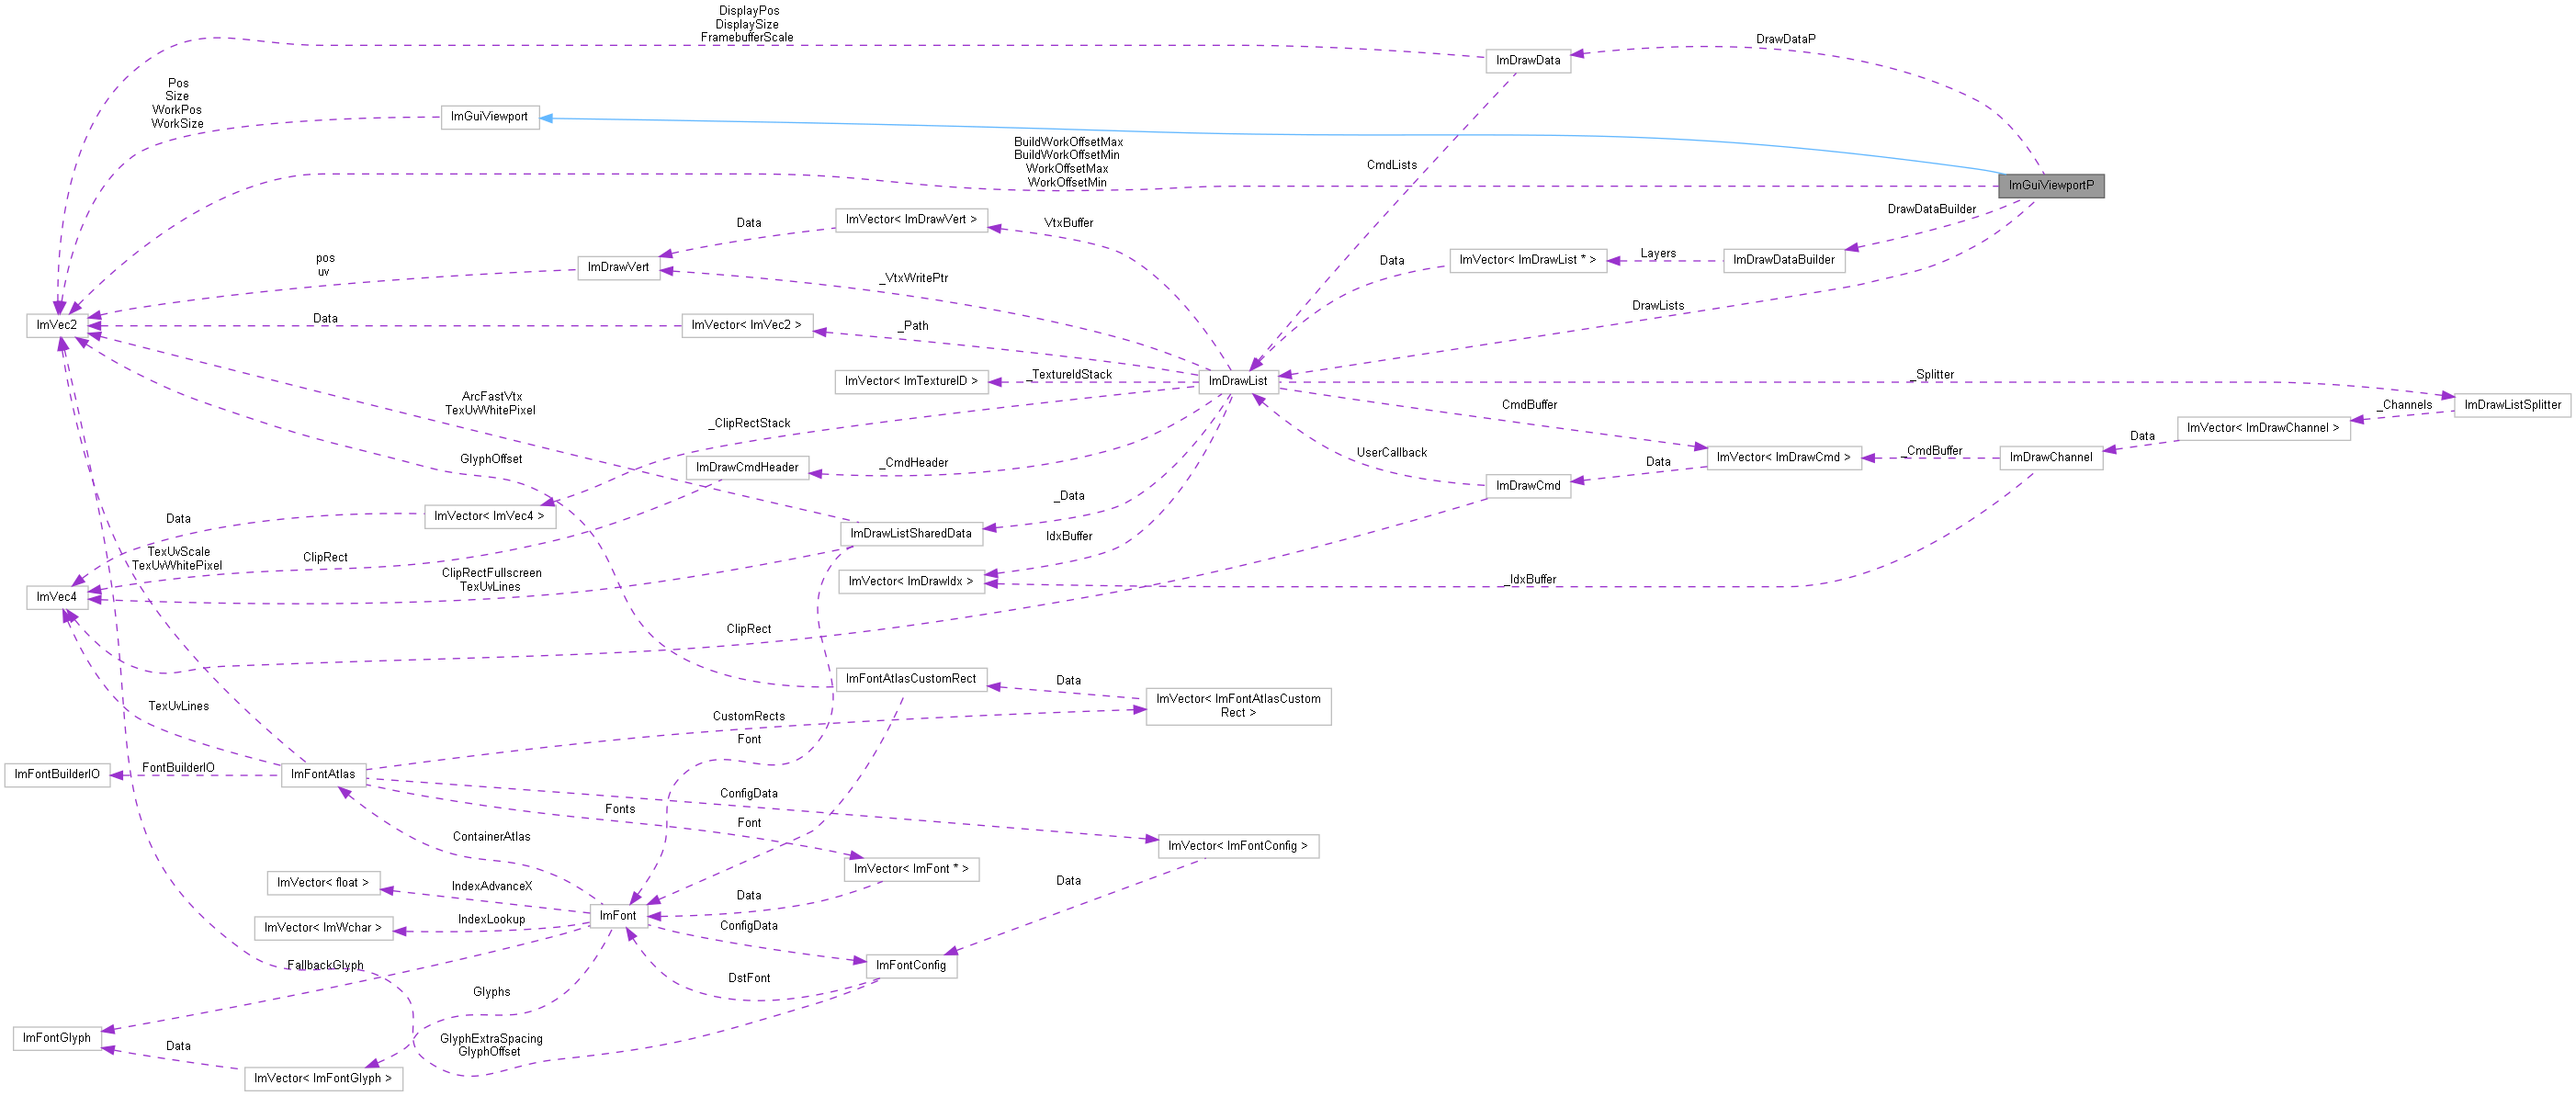 DisplayPos
DisplaySize
FramebufferScale
DrawDataP
ImDrawData
Pos
Size
WorkPos
WorkSize
ImGuiViewport
BuildWorkOffsetMax
BuildWorkOffsetMin
WorkOffsetMax
WorkOffsetMin
CmdLists
ImGuiViewportP
DrawDataBuilder
ImVector< ImDrawVert >
VtxBuffer
Data
ImDrawVert
pos
uv
_VtxWritePtr
Data
ImVector< ImDrawList * >
Layers
ImDrawDataBuilder
DrawLists
ImVec2
Data
ImVector< ImVec2 >
_Path
ImVector< ImTextureID >
_TextureIdStack
ImDrawList
_Splitter
ImDrawListSplitter
ArcFastVtx
TexUvWhitePixel
_ClipRectStack
CmdBuffer
_Channels
ImVector< ImDrawChannel >
Data
GlyphOffset
ImDrawCmdHeader
_CmdHeader
UserCallback
Data
ImVector< ImDrawCmd >
_CmdBuffer
ImDrawChannel
ImDrawCmd
_Data
Data
ImVector< ImVec4 >
ImDrawListSharedData
IdxBuffer
TexUvScale
TexUvWhitePixel
ClipRect
ClipRectFullscreen
TexUvLines
ImVector< ImDrawIdx >
_IdxBuffer
ImVec4
ClipRect
ImFontAtlasCustomRect
Data
ImVector< ImFontAtlasCustom
Rect >
TexUvLines
CustomRects
Font
ImFontBuilderIO
FontBuilderIO
ImFontAtlas
ConfigData
Fonts
Font
ContainerAtlas
ImVector< ImFontConfig >
ImVector< ImFont * >
ImVector< float >
IndexAdvanceX
Data
Data
ImFont
IndexLookup
ImVector< ImWchar >
ConfigData
FallbackGlyph
ImFontConfig
DstFont
Glyphs
ImFontGlyph
GlyphExtraSpacing
GlyphOffset
Data
ImVector< ImFontGlyph >